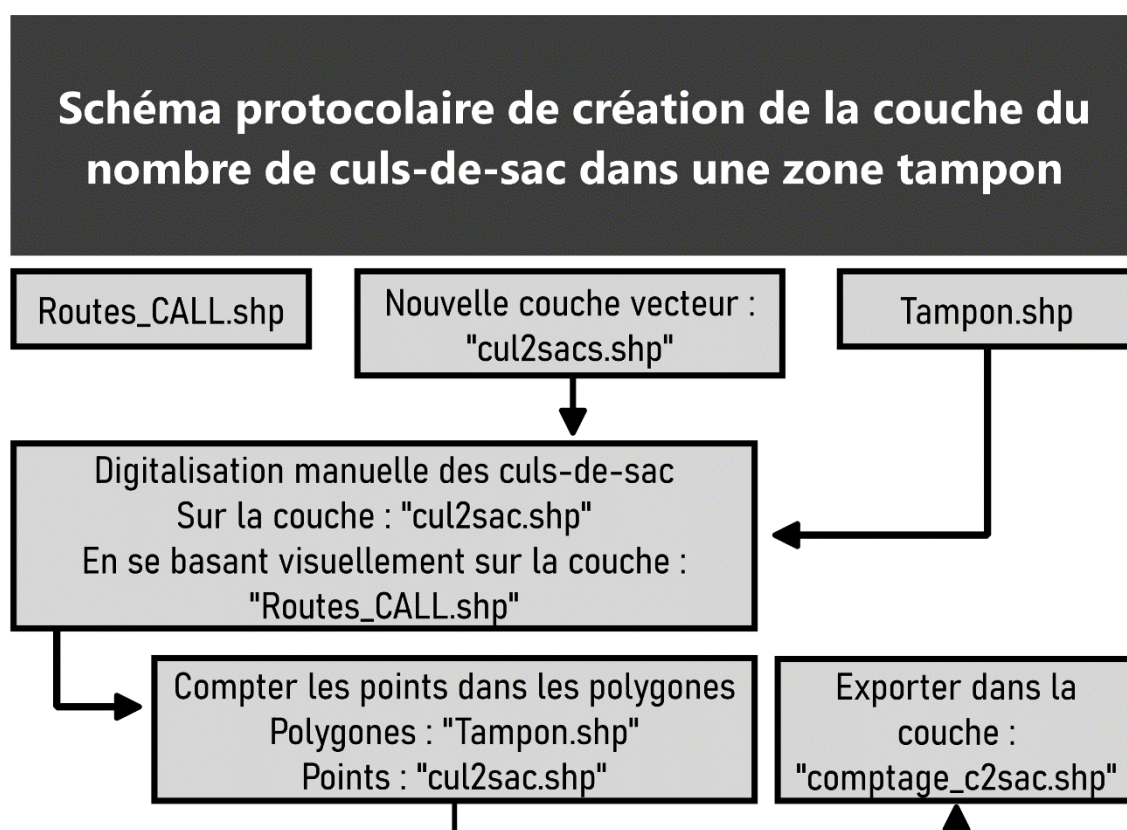 Schéma protocolaire de création de la couche du
nombre de culs-de-sac dans une zone tampon
Routes_CALL.shp
Nouvelle couche vecteur :
"cul2sacs.shp"
Tampon.shp
Digitalisation manuelle des culs-de-sac
Sur la couche : "cul2sac.shp"
En se basant visuellement sur la couche :
"Routes_CALL.shp"
Compter les points dans les polygones
Polygones : "Tampon.shp"
Points : "cul2sac.shp"
Exporter dans la
couche :
"comptage_c2sac.shp"